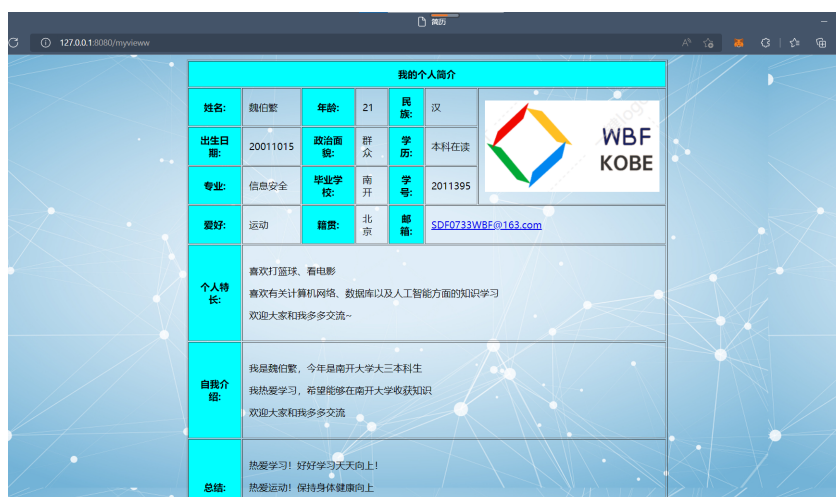 简历
127.0.0.1:8080/myvieww
我的个人简介
姓名: 魏伯繁 年龄: 21 民族: 汉
WBF
KOBE
出生日期: 20011015 政治面貌: 群众 学历: 本科在读
专业: 信息安全 毕业学校: 南开 学号: 2011395
爱好: 运动 籍贯: 北京 邮箱: SDF0733WBF@163.com
个人特长:
喜欢打篮球、看电影
喜欢有关计算机网络、数据库以及人工智能方面的知识学习
欢迎大家和我多多交流~
自我介绍:
我是魏伯繁，今年是南开大学大三本科生
我热爱学习，希望能够在南开大学收获知识
欢迎大家和我多多交流
总结:
热爱学习！好好学习天天向上！
热爱运动！保持身体健康向上